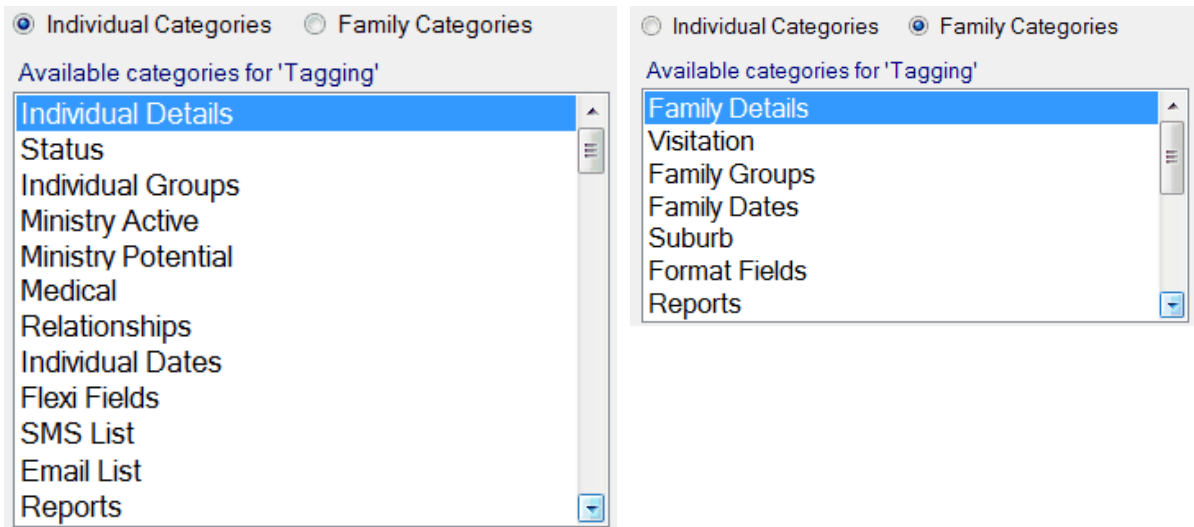 Individual Categories Family Categories
Available categories for 'Tagging'
Individual Details
Status
Individual Groups
Ministry Active
Ministry Potential
Medical
Relationships
Individual Dates
Flexi Fields
SMS List
Email List
Reports
Individual Categories Family Categories
Available categories for 'Tagging'
Family Details
Visitation
Family Groups
Family Dates
Suburb
Format Fields
Reports